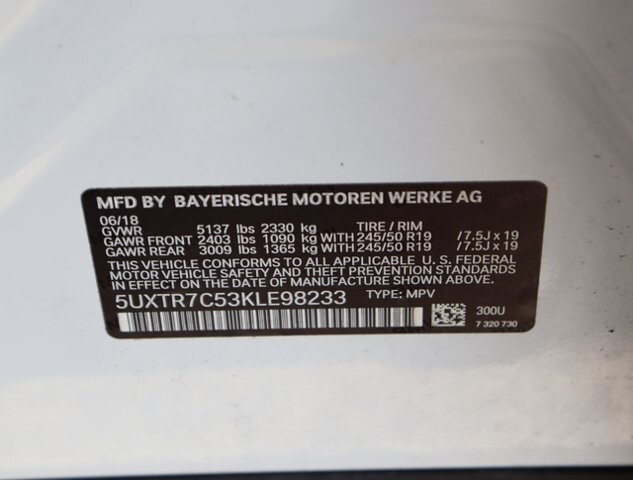 MFD BY BAYERISCHE MOTOREN WERKE AG
06/18
GVWR 5137 lbs 2330 kg TIRE / RIM
GAWR FRONT 2403 lbs 1090 kg WITH 245/50 R19 /7.5J x 19
GAWR REAR 3009 lbs 1365 kg WITH 245/50 R19 /7.5J x 19
THIS VEHICLE CONFORMS TO ALL APPLICABLE U. S. FEDERAL
MOTOR VEHICLE SAFETY, BUMPER, AND THEFT PREVENTION STANDARDS
IN EFFECT ON THE DATE OF MANUFACTURE SHOWN ABOVE.
5UXTR7C53KLE98233 TYPE: MPV
300U
7 320 730